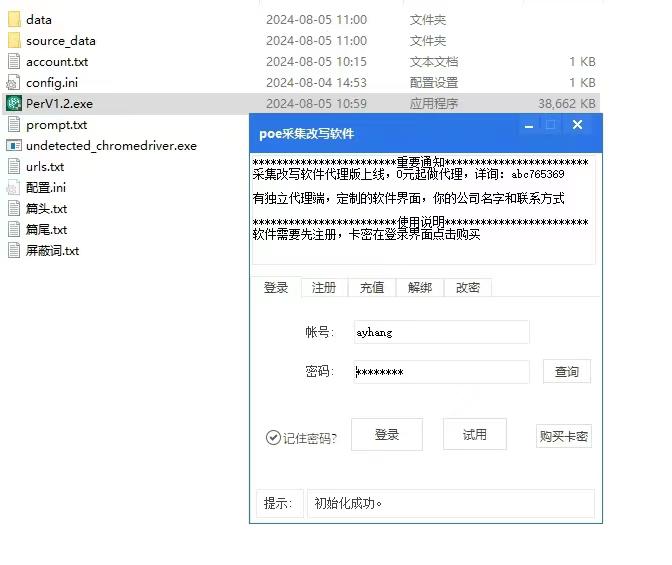 data 2024-08-05 11:00 文件夹
source_data 2024-08-05 11:00 文件夹
account.txt 2024-08-05 10:15 文本文档 1 KB
config.ini 2024-08-04 14:53 配置设置 1 KB
PerV1.2.exe 2024-08-05 10:59 应用程序 38,662 KB
prompt.txt
undetected_chromedriver.exe
urls.txt
配置.ini
篇头.txt
篇尾.txt
屏蔽词.txt
poe采集改写软件
************************重要通知************************
采集改写软件代理版上线，0元起做代理，详询：abc765369
有独立代理端，定制的软件界面，你的公司名字和联系方式
************************使用说明************************
软件需要先注册，卡密在登录界面点击购买
登录 注册 充值 解绑 改密
帐号： ayhang
密码： ******** 查询
记住密码? 登录 试用 购买卡密
提示： 初始化成功。